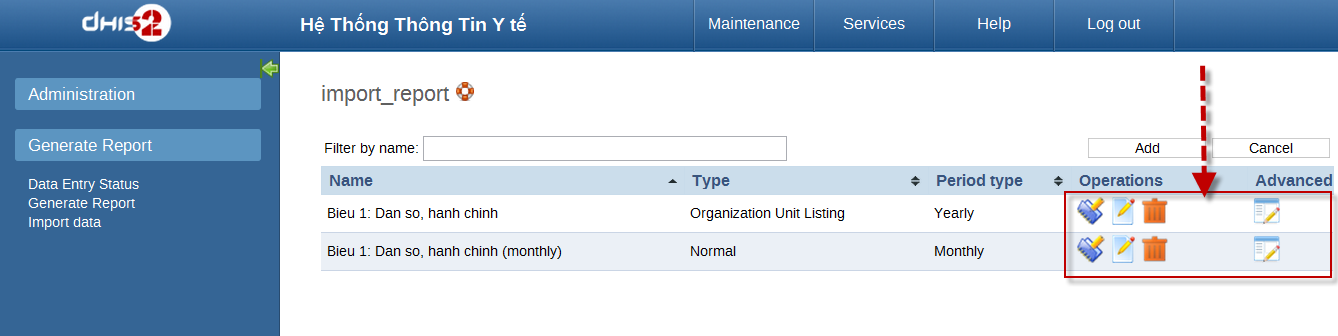 dhis2
Hệ Thống Thông Tin Y tế
Maintenance Services Help Log out
Administration
Generate Report
Data Entry Status
Generate Report
Import data
import_report
Filter by name: Add Cancel
Name Type Period type Operations Advanced
Bieu 1: Dan so, hanh chinh Organization Unit Listing Yearly
Bieu 1: Dan so, hanh chinh (monthly) Normal Monthly